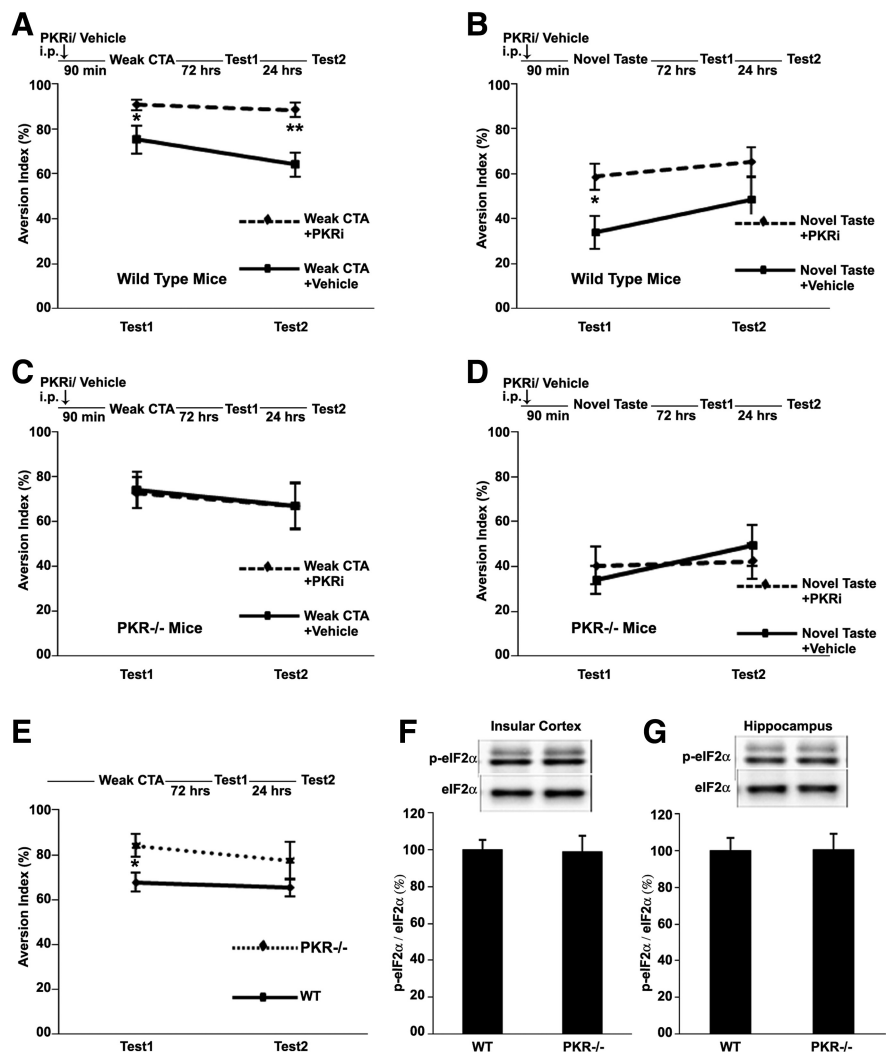 A
PKRi/ Vehicle
i.p.↓
Weak CTA Test1 Test2
90 min 72 hrs 24 hrs
100
80
60
40
20
00
Aversion Index (%)
*
**
Weak CTA
+PKRi
Weak CTA
+Vehicle
Wild Type Mice
Test1 Test2
B
PKRi/ Vehicle
i.p.↓
Novel Taste Test1 Test2
90 min 72 hrs 24 hrs
100
80
60
40
20
00
Aversion Index (%)
*
Novel Taste
+PKRi
Novel Taste
+Vehicle
Wild Type Mice
Test1 Test2
C
PKRi/ Vehicle
i.p.↓
Weak CTA Test1 Test2
90 min 72 hrs 24 hrs
100
80
60
40
20
00
Aversion Index (%)
Weak CTA
+PKRi
Weak CTA
+Vehicle
PKR-/- Mice
Test1 Test2
D
PKRi/ Vehicle
i.p.↓
Novel Taste Test1 Test2
90 min 72 hrs 24 hrs
100
80
60
40
20
00
Aversion Index (%)
Novel Taste
+PKRi
Novel Taste
+Vehicle
PKR-/- Mice
Test1 Test2
E
Weak CTA Test1 Test2
72 hrs 24 hrs
100
80
60
40
20
00
Aversion Index (%)
*
PKR-/-
WT
Test1 Test2
F
Insular Cortex
p-eIF2α
eIF2α
120
100
80
60
40
20
00
p-eIF2α / eIF2α (%)
WT PKR-/-
G
Hippocampus
p-eIF2α
eIF2α
120
100
80
60
40
20
00
p-eIF2α / eIF2α (%)
WT PKR-/-